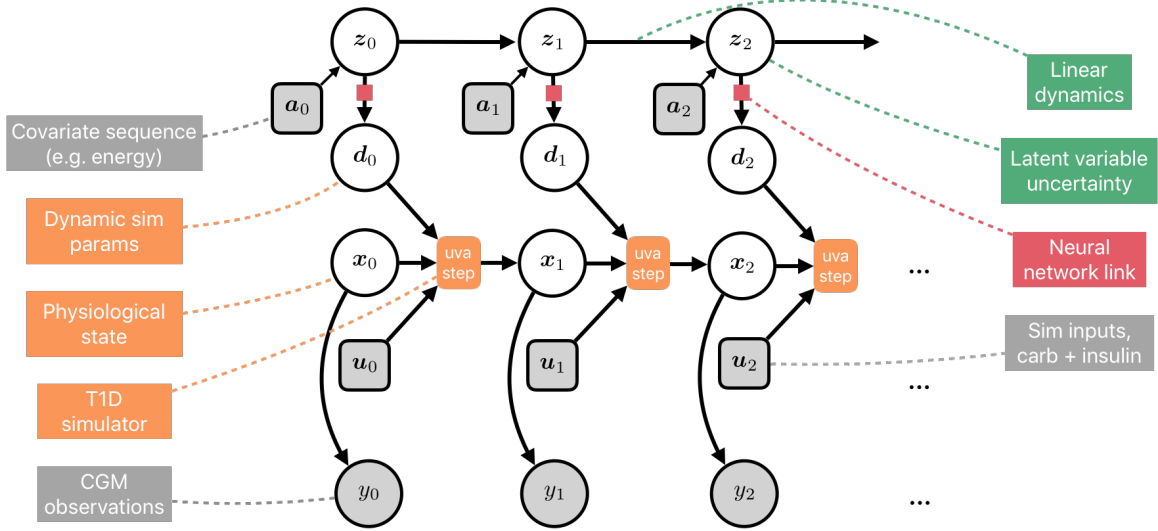 z₀ z₁ z₂
a₀ a₁ a₂
Linear
dynamics
Covariate sequence
(e.g. energy)
d₀ d₁ d₂
Latent variable
uncertainty
Dynamic sim
params
x₀ x₁ x₂
uva
step
uva
step
uva
step
...
Neural
network link
Physiological
state
u₀ u₁ u₂
Sim inputs,
carb + insulin
...
T1D
simulator
CGM
observations
y₀ y₁ y₂
...